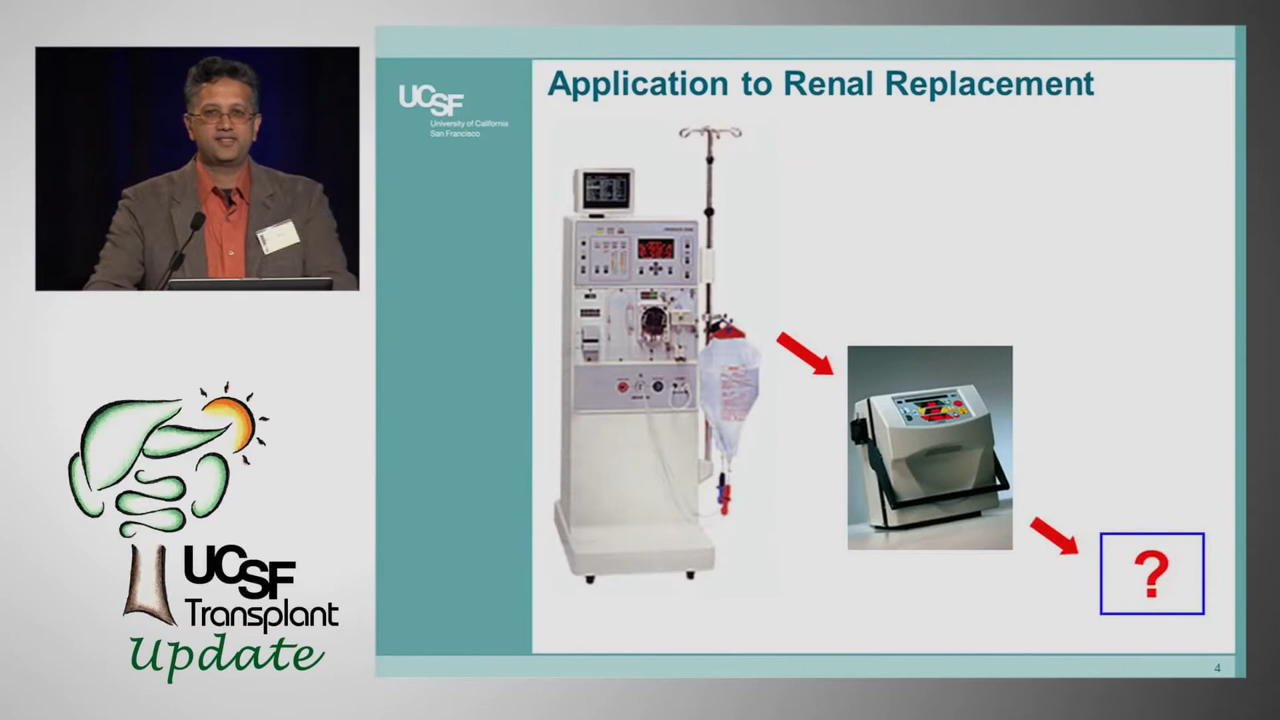 UCSF
University of California
San Francisco
Application to Renal Replacement
?
UCSF
Transplant
Update
4